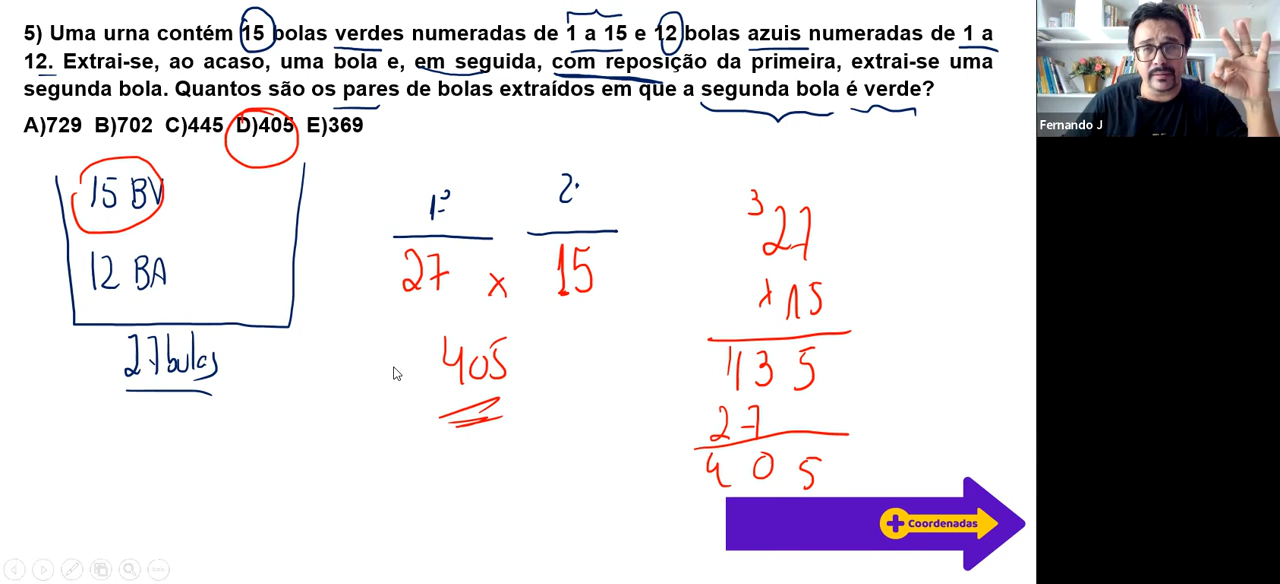 5) Uma urna contém 15 bolas verdes numeradas de 1 a 15 e 12 bolas azuis numeradas de 1 a
12. Extrai-se, ao acaso, uma bola e, em seguida, com reposição da primeira, extrai-se uma
segunda bola. Quantos são os pares de bolas extraídos em que a segunda bola é verde?
A)729 B)702 C)445 D)405 E)369
Fernando J
15 BV
12 BA
27 bolas
1º 2º
27 x 15
405
3
27
x 15
135
27
405
+ Coordenadas